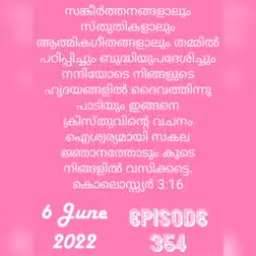 സങ്കീർത്തനങ്ങളാലും
സ്തുതികളാലും
ആത്മികഗീതങ്ങളാലും തമ്മിൽ
പഠിപ്പിച്ചും ബുദ്ധിയുപദേശിച്ചും
നന്ദിയോടെ നിങ്ങളുടെ
ഹൃദയങ്ങളിൽ ദൈവത്തിന്നു
പാടിയും ഇങ്ങനെ
ക്രിസ്തുവിന്റെ വചനം
ഐശ്വര്യമായി സകല
ജ്ഞാനത്തോടും കൂടെ
നിങ്ങളിൽ വസിക്കട്ടെ.
കൊലൊസ്സ്യർ 3:16
6 June
2022
EPISODE
354